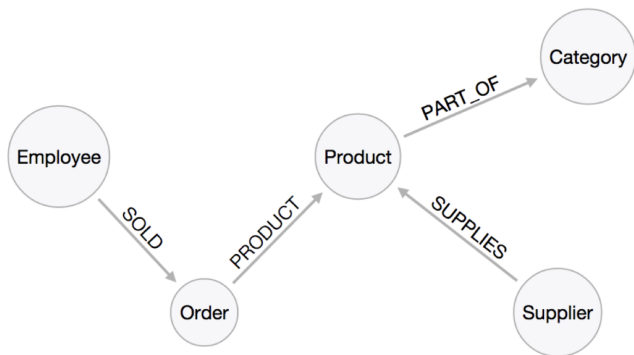 Category
PART_OF
Employee
Product
SOLD
PRODUCT
SUPPLIES
Order
Supplier